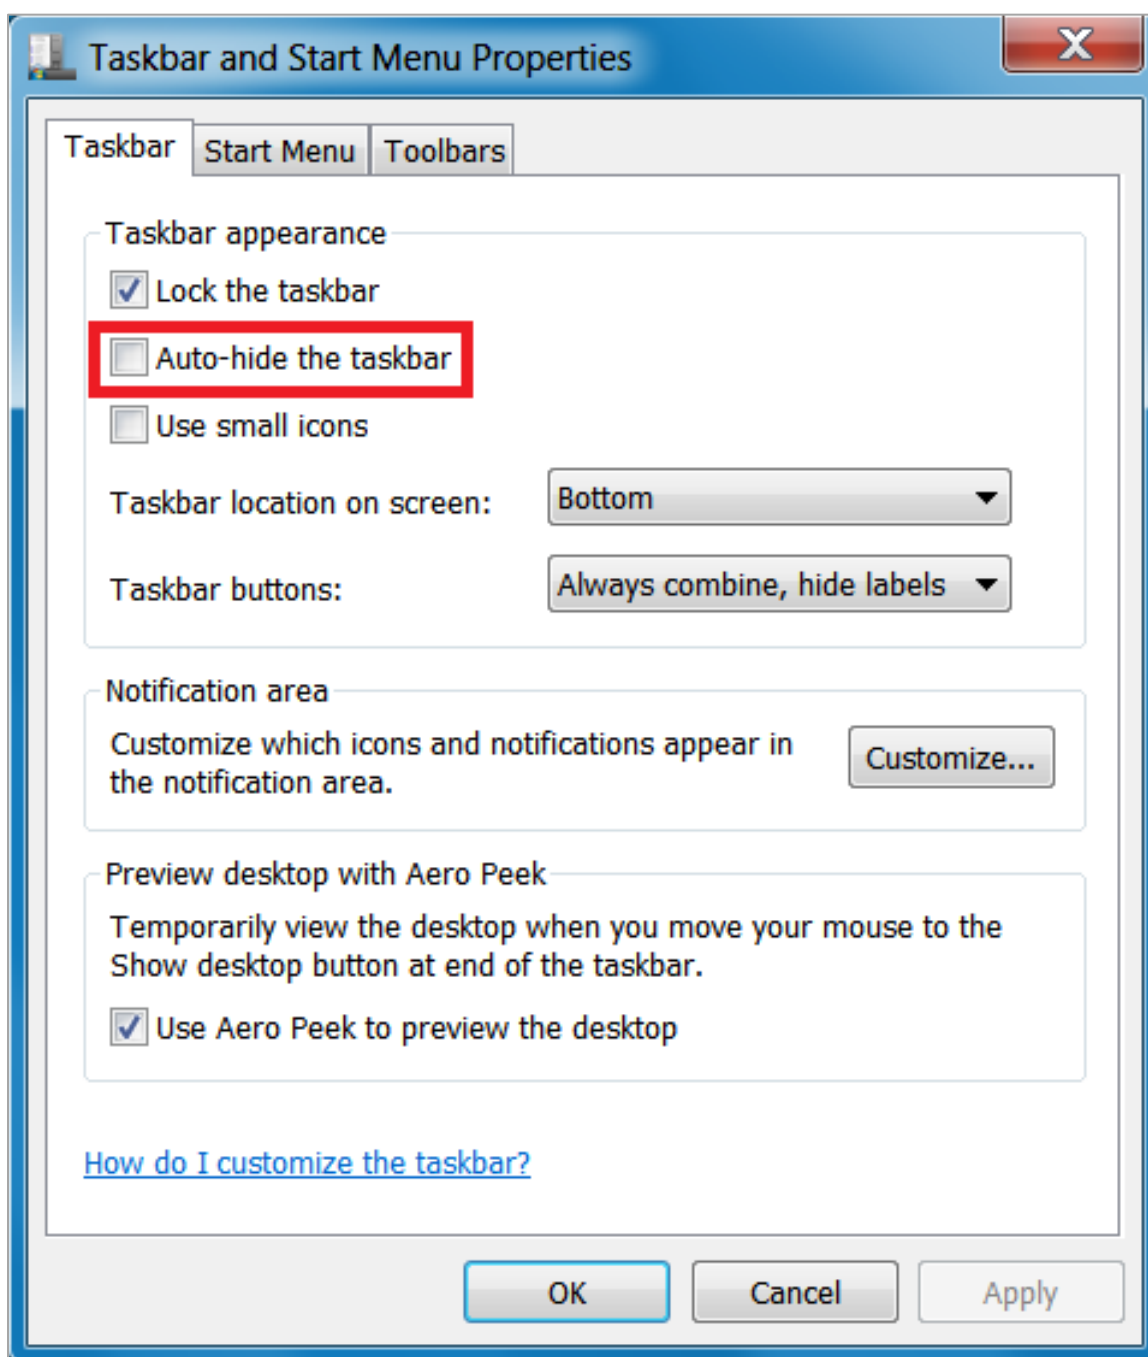 Taskbar and Start Menu Properties
Taskbar
Start Menu
Toolbars
Taskbar appearance
Lock the taskbar
Auto-hide the taskbar
Use small icons
Taskbar location on screen:
Bottom
Taskbar buttons:
Always combine, hide labels
Notification area
Customize which icons and notifications appear in
the notification area.
Customize...
Preview desktop with Aero Peek
Temporarily view the desktop when you move your mouse to the
Show desktop button at end of the taskbar.
Use Aero Peek to preview the desktop
How do I customize the taskbar?
OK
Cancel
Apply